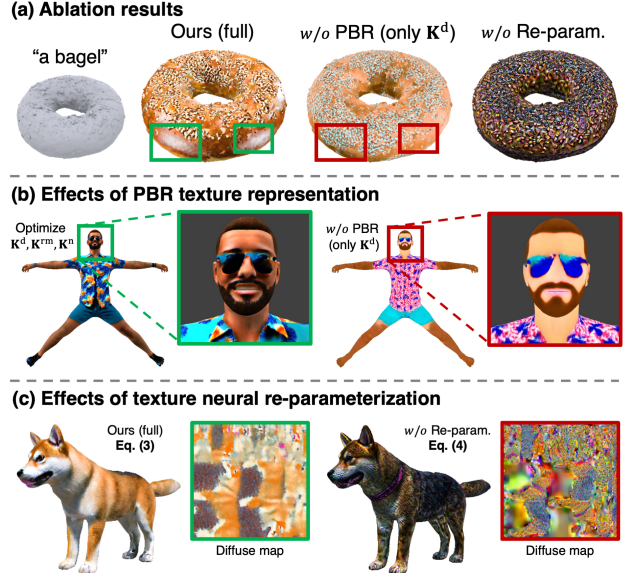 (a) Ablation results
"a bagel"
Ours (full)
w/o PBR (only Kᵈ)
w/o Re-param.
(b) Effects of PBR texture representation
Optimize
Kᵈ, Kʳᵐ, Kⁿ
w/o PBR
(only Kᵈ)
(c) Effects of texture neural re-parameterization
Ours (full)
Eq. (3)
Diffuse map
w/o Re-param.
Eq. (4)
Diffuse map